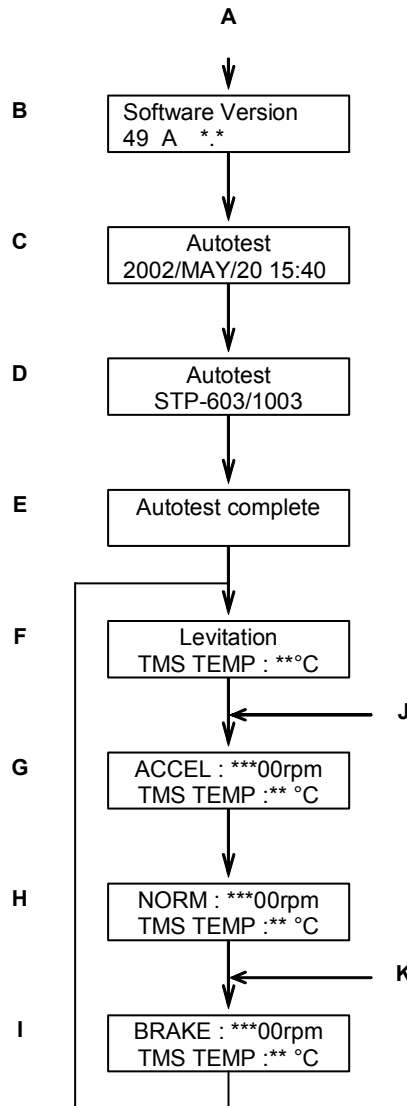 A
B
Software Version
49 A *.*
C
Autotest
2002/MAY/20 15:40
D
Autotest
STP-603/1003
E
Autotest complete
F
Levitation
TMS TEMP : **°C
J
G
ACCEL : ***00rpm
TMS TEMP :** °C
H
NORM : ***00rpm
TMS TEMP :** °C
K
I
BRAKE : ***00rpm
TMS TEMP :** °C